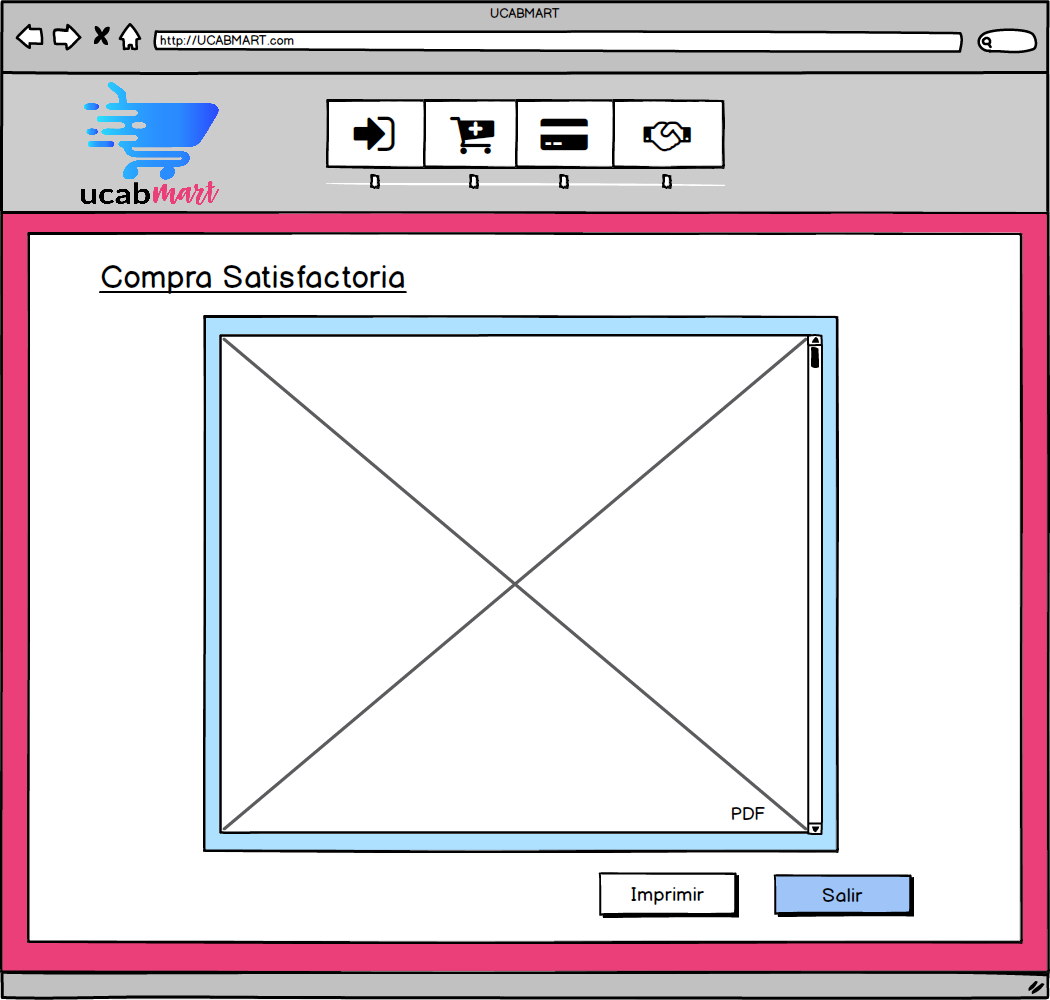 UCABMART
http://UCABMART.com
ucabmart
Compra Satisfactoria
PDF
Imprimir
Salir